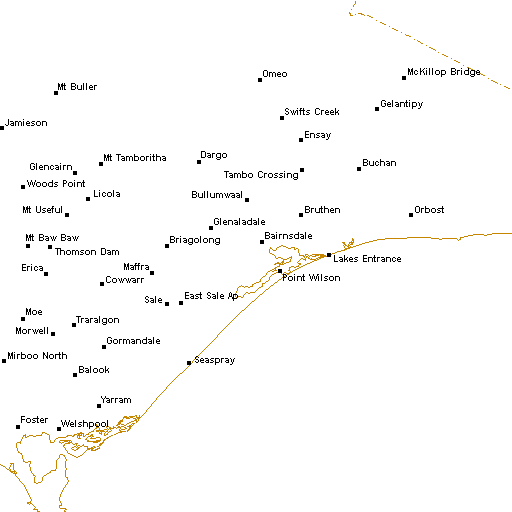 Omeo
McKillop Bridge
Mt Buller
Gelantipy
Swifts Creek
Jamieson
Ensay
Mt Tamboritha
Dargo
Buchan
Glencairn
Tambo Crossing
Woods Point
Licola
Bullumwaal
Mt Useful
Bruthen
Orbost
Glenaladale
Mt Baw Baw
Briagolong
Bairnsdale
Thomson Dam
Lakes Entrance
Erica
Maffra
Point Wilson
Cowwarr
Sale
East Sale Ap
Moe
Traralgon
Morwell
Gormandale
Mirboo North
Seaspray
Balook
Yarram
Foster
Welshpool